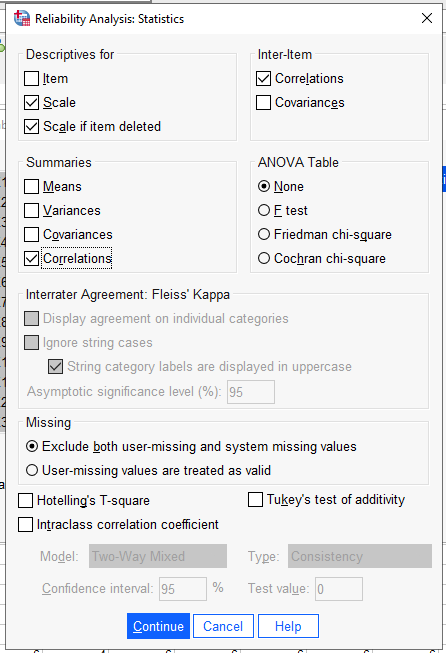 Reliability Analysis: Statistics
Descriptives for
Item
Scale
Scale if item deleted
Inter-Item
Correlations
Covariances
Summaries
Means
Variances
Covariances
Correlations
ANOVA Table
None
F test
Friedman chi-square
Cochran chi-square
Interrater Agreement: Fleiss' Kappa
Display agreement on individual categories
Ignore string cases
String category labels are displayed in uppercase
Asymptotic significance level (%): 95
Missing
Exclude both user-missing and system missing values
User-missing values are treated as valid
Hotelling's T-square Tukey's test of additivity
Intraclass correlation coefficient
Model: Two-Way Mixed Type: Consistency
Confidence interval: 95 % Test value: 0
Continue Cancel Help